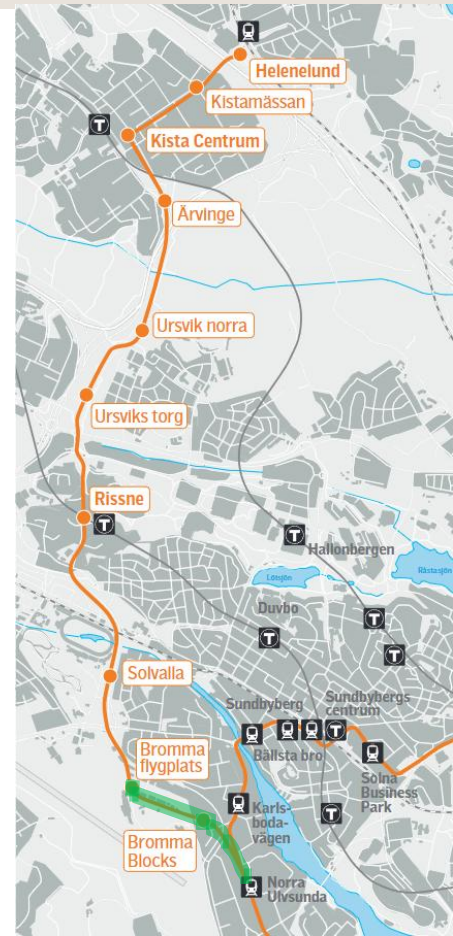 Helenelund
Kistamässan
T
Kista Centrum
Ärvinge
Ursvik norra
Ursviks torg
Rissne
T
T
Hallonbergen
Lötsjön
Råstasjön
Duvbo
T
T
T
Solvalla
Sundbyberg
Sundbybergs
centrum
T
Bällsta bro
Bromma
flygplats
Solna
Business
Park
Karls-
boda-
vägen
T
Bromma
Blocks
Norra
Ulvsunda